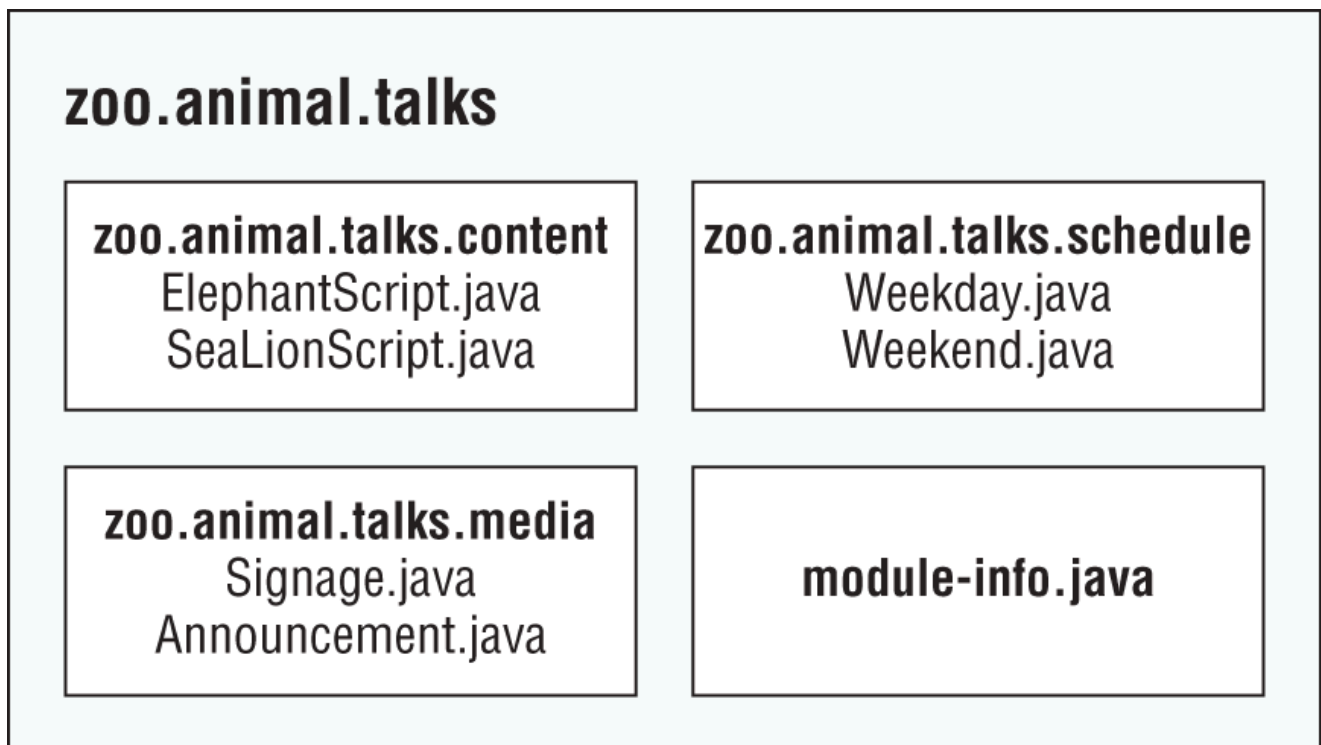 zoo.animal.talks
zoo.animal.talks.content
ElephantScript.java
SeaLionScript.java
zoo.animal.talks.schedule
Weekday.java
Weekend.java
zoo.animal.talks.media
Signage.java
Announcement.java
module-info.java